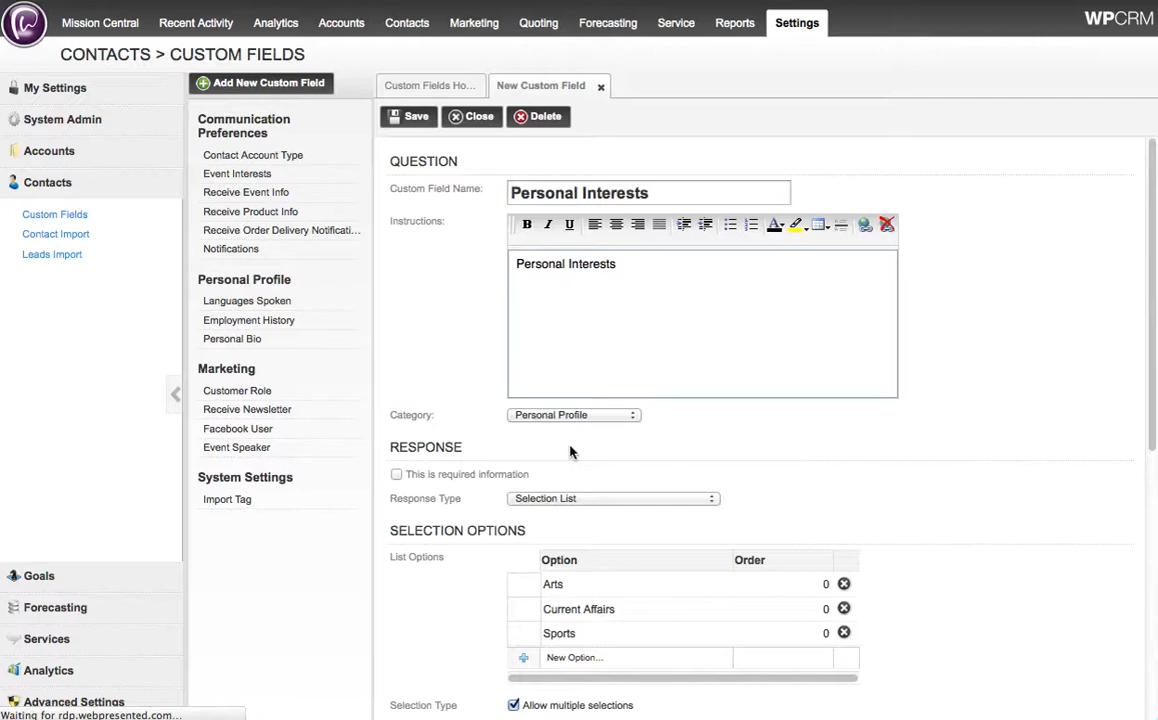 Mission Central Recent Activity Analytics Accounts Contacts Marketing Quoting Forecasting Service Reports Settings WPCRM
CONTACTS > CUSTOM FIELDS
My Settings
System Admin
Accounts
Contacts
Custom Fields
Contact Import
Leads Import
Goals
Forecasting
Services
Analytics
Advanced Settings
Waiting for rdp.webpresented.com...
Add New Custom Field
Communication
Preferences
Contact Account Type
Event Interests
Receive Event Info
Receive Product Info
Receive Order Delivery Notificati...
Notifications
Personal Profile
Languages Spoken
Employment History
Personal Bio
Marketing
Customer Role
Receive Newsletter
Facebook User
Event Speaker
System Settings
Import Tag
Custom Fields Ho... New Custom Field
Save Close Delete
QUESTION
Custom Field Name: Personal Interests
Instructions: B I U
Personal Interests
Category: Personal Profile
RESPONSE
This is required information
Response Type Selection List
SELECTION OPTIONS
List Options Option Order
Arts 0
Current Affairs 0
Sports 0
New Option...
Selection Type Allow multiple selections